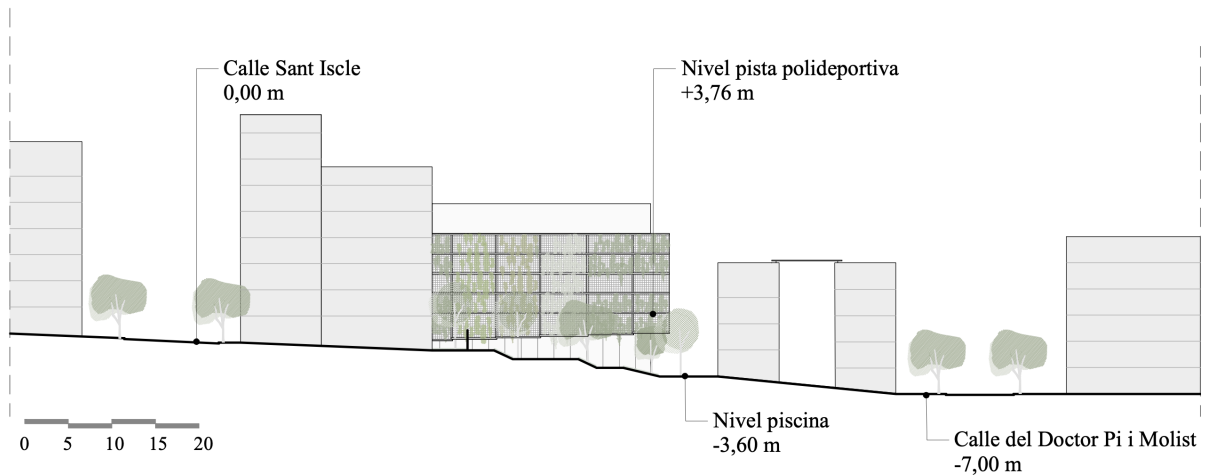 Calle Sant Iscle
0,00 m
Nivel pista polideportiva
+3,76 m
Nivel piscina
-3,60 m
Calle del Doctor Pi i Molist
-7,00 m
0 5 10 15 20